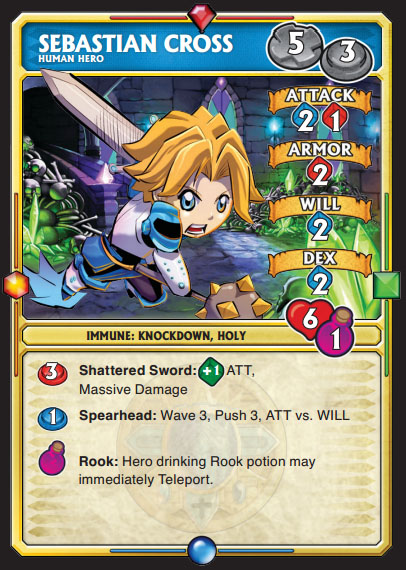 SEBASTIAN CROSS
HUMAN HERO
5 3
ATTACK
2 1
ARMOR
2
WILL
2
DEX
2
6
1
IMMUNE: KNOCKDOWN, HOLY
3 Shattered Sword: +1 ATT,
Massive Damage
1 Spearhead: Wave 3, Push 3, ATT vs. WILL
Rook: Hero drinking Rook potion may
immediately Teleport.